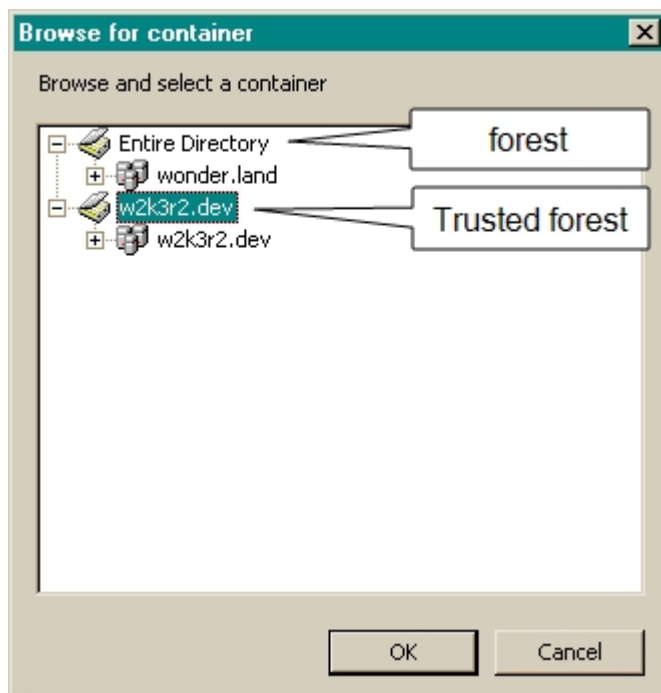 Browse for container
Browse and select a container
Entire Directory
forest
wonder.land
w2k3r2.dev
Trusted forest
w2k3r2.dev
OK
Cancel